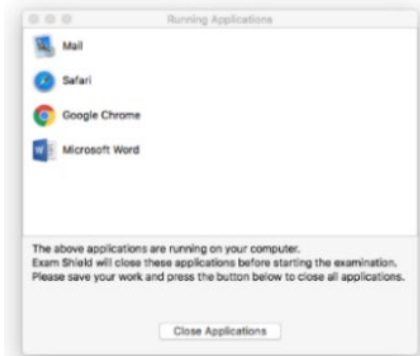 Running Applications
Mail
Safari
Google Chrome
Microsoft Word
The above applications are running on your computer.
Exam Shield will close these applications before starting the examination.
Please save your work and press the button below to close all applications.
Close Applications